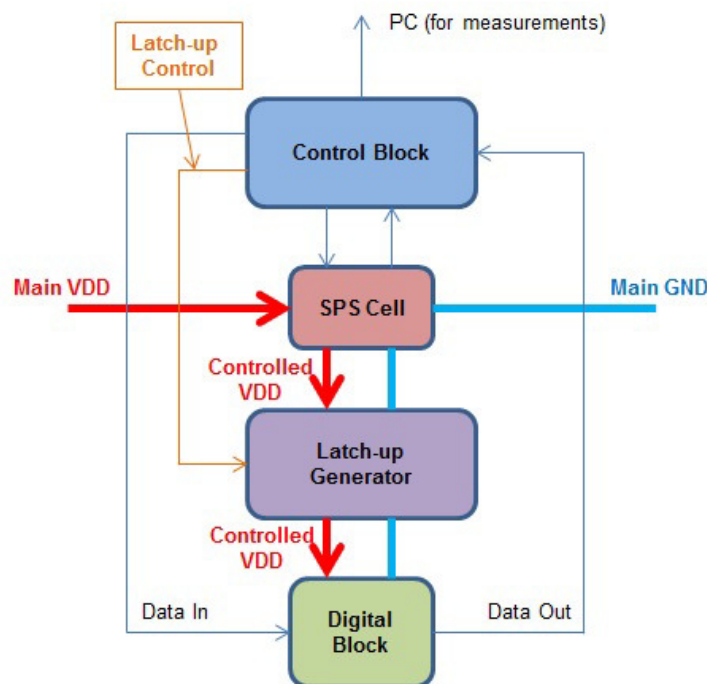 PC (for measurements)
Latch-up
Control
Control Block
Main VDD
SPS Cell
Main GND
Controlled
VDD
Latch-up
Generator
Controlled
VDD
Data In
Digital
Block
Data Out